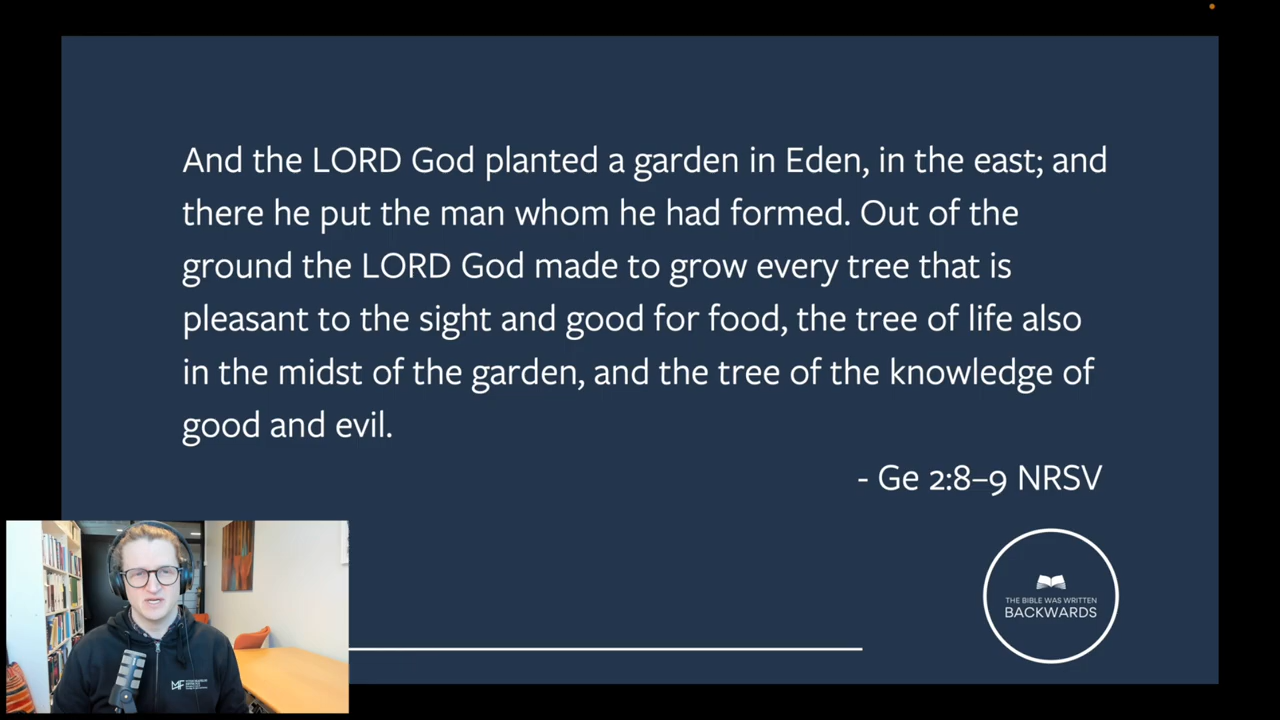 And the LORD God planted a garden in Eden, in the east; and
there he put the man whom he had formed. Out of the
ground the LORD God made to grow every tree that is
pleasant to the sight and good for food, the tree of life also
in the midst of the garden, and the tree of the knowledge of
good and evil.
- Ge 2:8–9 NRSV
THE BIBLE WAS WRITTEN
BACKWARDS
MF